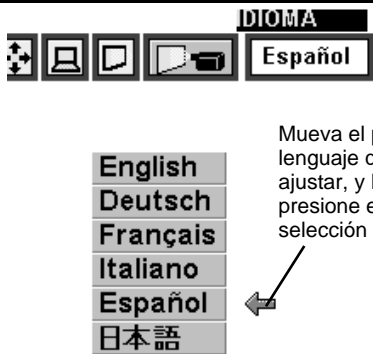 IDIOMA
Español
Mueva el
lenguaje
ajustar, y
presione
selección
English
Deutsch
Français
Italiano
Español
日本語